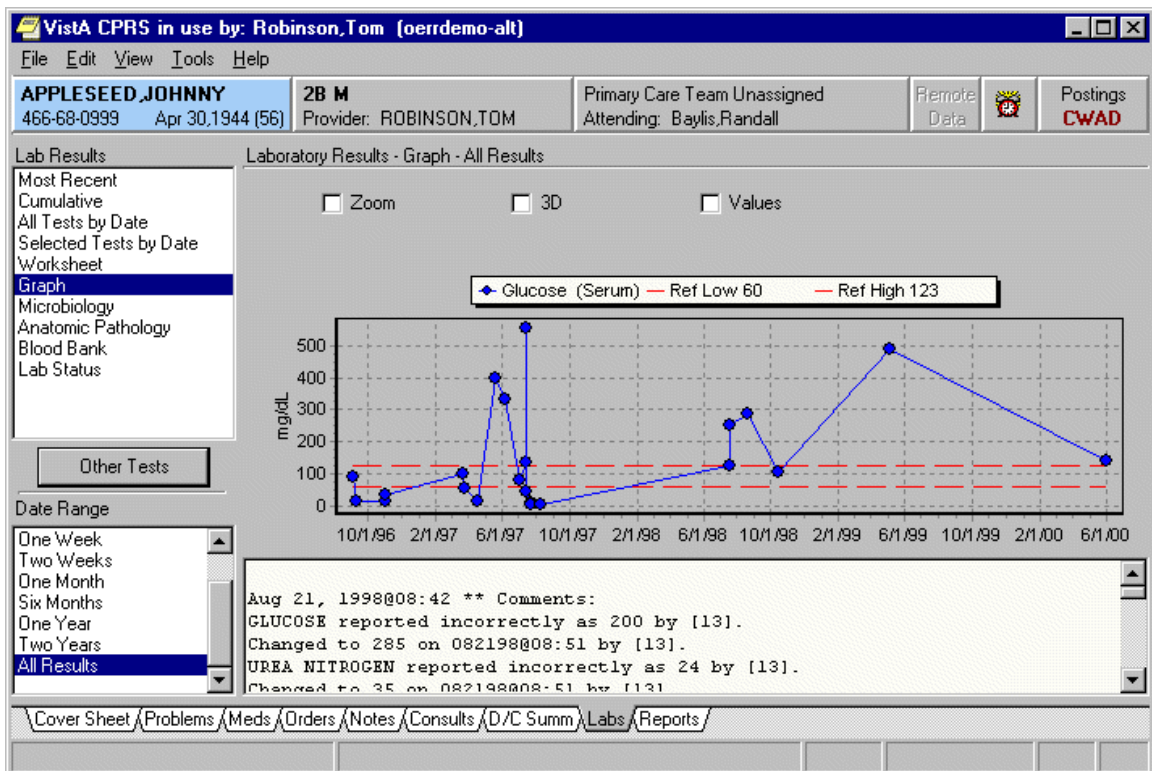 VistA CPRS in use by: Robinson,Tom (oerrdemo-alt)
File Edit View Tools Help
APPLESEED,JOHNNY
466-68-0999 Apr 30,1944 (56)
2B M
Provider: ROBINSON,TOM
Primary Care Team Unassigned
Attending: Baylis,Randall
Remote
Data
Postings
CWAD
Lab Results
Most Recent
Cumulative
All Tests by Date
Selected Tests by Date
Worksheet
Graph
Microbiology
Anatomic Pathology
Blood Bank
Lab Status
Other Tests
Date Range
One Week
Two Weeks
One Month
Six Months
One Year
Two Years
All Results
Laboratory Results - Graph - All Results
Zoom 3D Values
Glucose (Serum) Ref Low 60 Ref High 123
mg/dL
500
400
300
200
100
0
10/1/96 2/1/97 6/1/97 10/1/97 2/1/98 6/1/98 10/1/98 2/1/99 6/1/99 10/1/99 2/1/00 6/1/00
Aug 21, 1998@08:42 ** Comments:
GLUCOSE reported incorrectly as 200 by [13].
Changed to 285 on 082198@08:51 by [13].
UREA NITROGEN reported incorrectly as 24 by [13].
Changed to 35 on 082198@08:51 by [13]
Cover Sheet Problems Meds Orders Notes Consults D/C Summ Labs Reports